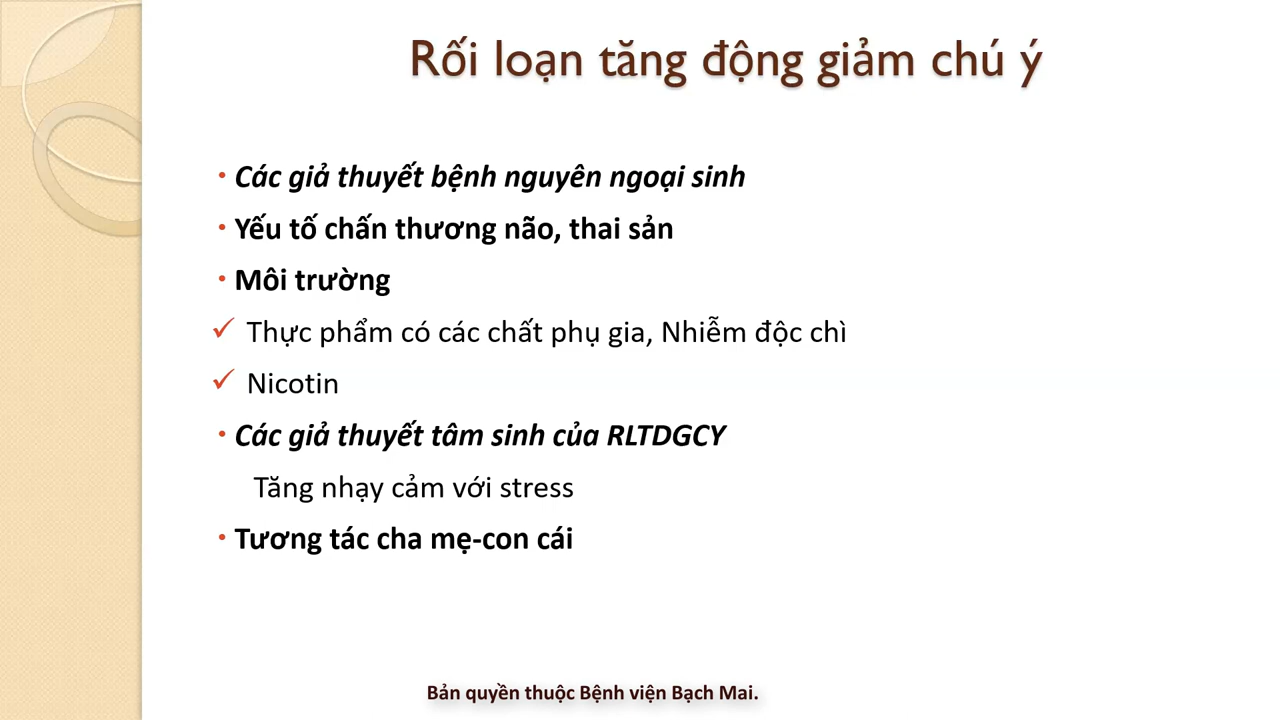 Rối loạn tăng động giảm chú ý
• Các giả thuyết bệnh nguyên ngoại sinh
• Yếu tố chấn thương não, thai sản
• Môi trường
✓ Thực phẩm có các chất phụ gia, Nhiễm độc chì
✓ Nicotin
• Các giả thuyết tâm sinh của RLTDGCY
Tăng nhạy cảm với stress
• Tương tác cha mẹ-con cái
Bản quyền thuộc Bệnh viện Bạch Mai.